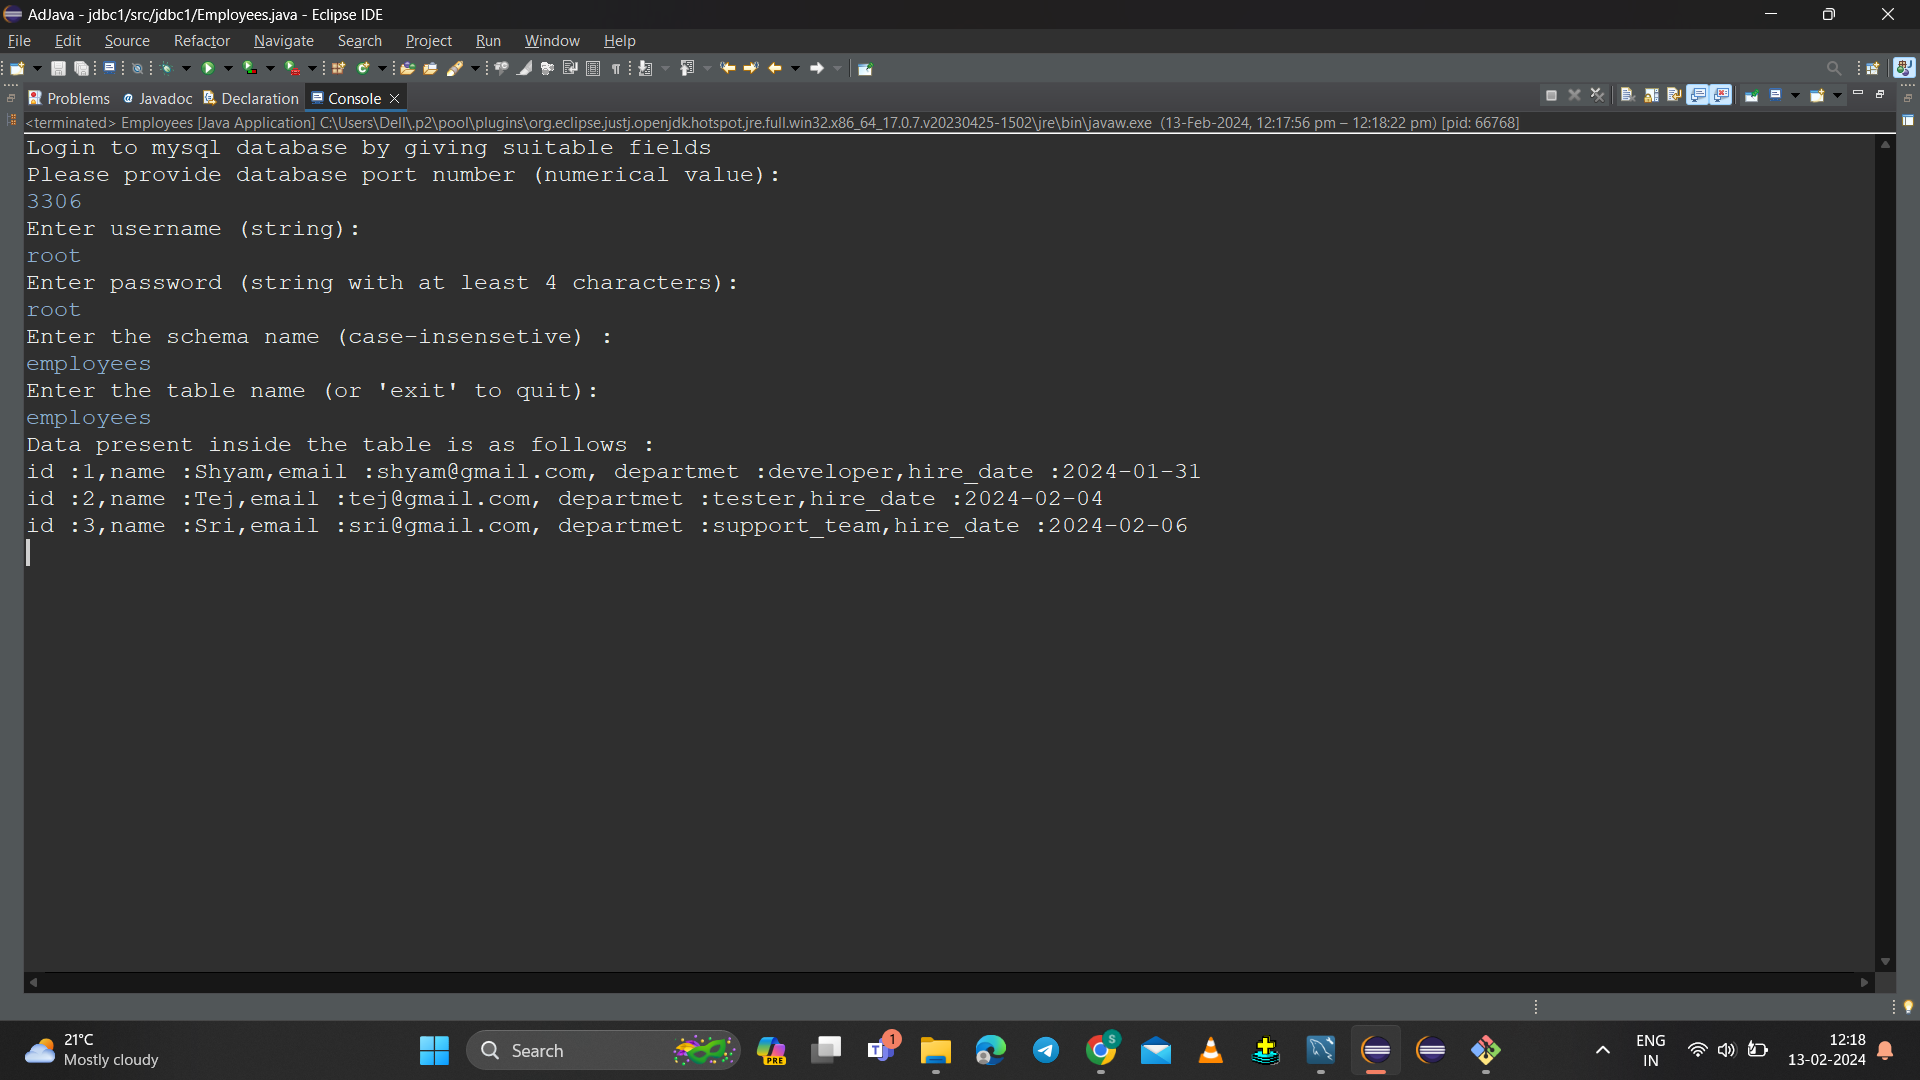 AdJava - jdbc1/src/jdbc1/Employees.java - Eclipse IDE
File Edit Source Refactor Navigate Search Project Run Window Help
Problems Javadoc Declaration Console
<terminated> Employees [Java Application] C:\Users\Dell\.p2\pool\plugins\org.eclipse.justj.openjdk.hotspot.jre.full.win32.x86_64_17.0.7.v20230425-1502\jre\bin\javaw.exe (13-Feb-2024, 12:17:56 pm – 12:18:22 pm) [pid: 66768]
Login to mysql database by giving suitable fields
Please provide database port number (numerical value):
3306
Enter username (string):
root
Enter password (string with at least 4 characters):
root
Enter the schema name (case-insensetive) :
employees
Enter the table name (or 'exit' to quit):
employees
Data present inside the table is as follows :
id :1,name :Shyam,email :shyam@gmail.com, departmet :developer,hire_date :2024-01-31
id :2,name :Tej,email :tej@gmail.com, departmet :tester,hire_date :2024-02-04
id :3,name :Sri,email :sri@gmail.com, departmet :support_team,hire_date :2024-02-06
21°C
Mostly cloudy
Search
PRE
1
S
ENG
IN
12:18
13-02-2024